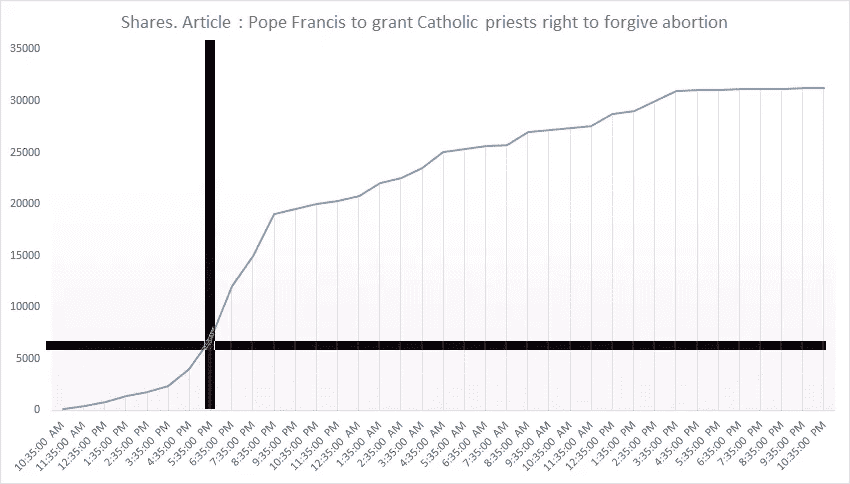 Shares. Article : Pope Francis to grant Catholic priests right to forgive abortion
35000
30000
25000
20000
15000
10000
5000
0
10:35:00 AM
11:35:00 AM
12:35:00 PM
1:35:00 PM
2:35:00 PM
3:35:00 PM
4:35:00 PM
5:35:00 PM
6:35:00 PM
7:35:00 PM
8:35:00 PM
9:35:00 PM
10:35:00 PM
11:35:00 PM
12:35:00 AM
1:35:00 AM
2:35:00 AM
3:35:00 AM
4:35:00 AM
5:35:00 AM
6:35:00 AM
7:35:00 AM
8:35:00 AM
9:35:00 AM
10:35:00 AM
11:35:00 AM
12:35:00 PM
1:35:00 PM
2:35:00 PM
3:35:00 PM
4:35:00 PM
5:35:00 PM
6:35:00 PM
7:35:00 PM
8:35:00 PM
9:35:00 PM
10:35:00 PM